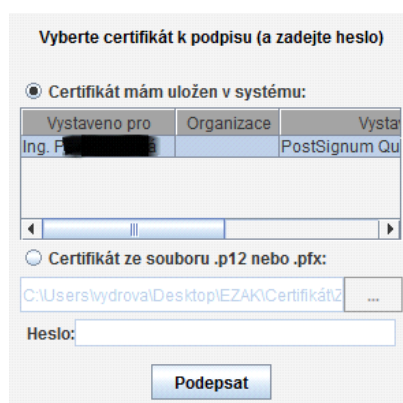 Vyberte certifikát k podpisu (a zadejte heslo)
Certifikát mám uložen v systému:
Vystaveno pro Organizace Vystav
Ing. P PostSignum Qu
Certifikát ze souboru .p12 nebo .pfx:
C:\Users\vydrova\Desktop\EZAK\Certifikát\Z ...
Heslo:
Podepsat